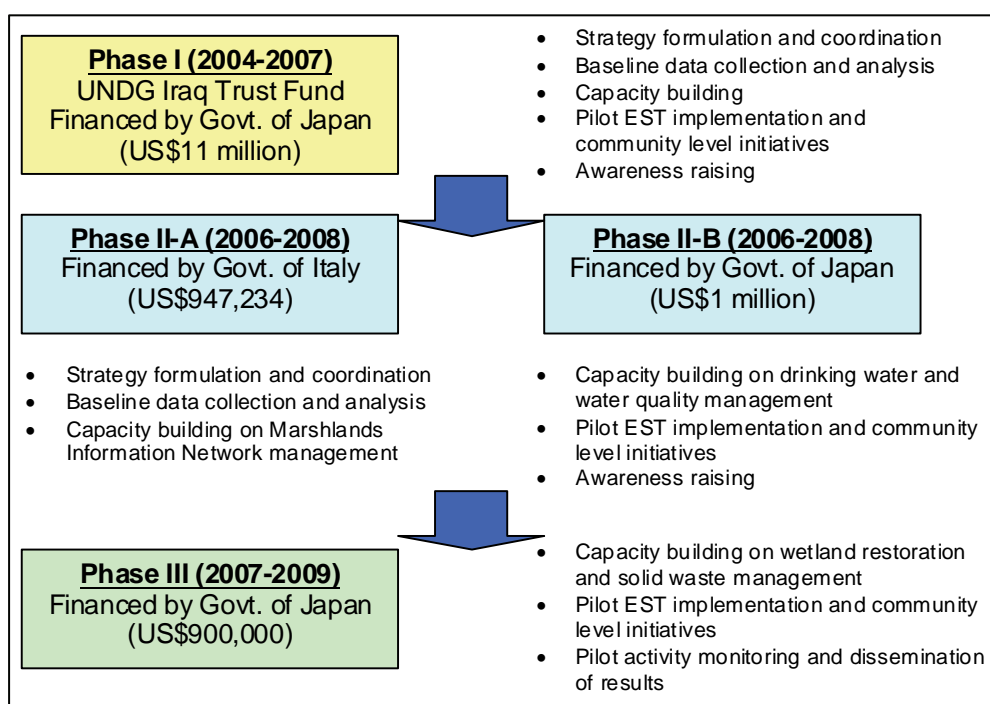 Phase I (2004-2007)
UNDG Iraq Trust Fund
Financed by Govt. of Japan
(US$11 million)
• Strategy formulation and coordination
• Baseline data collection and analysis
• Capacity building
• Pilot EST implementation and
community level initiatives
• Awareness raising
Phase II-A (2006-2008)
Financed by Govt. of Italy
(US$947,234)
Phase II-B (2006-2008)
Financed by Govt. of Japan
(US$1 million)
• Strategy formulation and coordination
• Baseline data collection and analysis
• Capacity building on Marshlands
Information Network management
• Capacity building on drinking water and
water quality management
• Pilot EST implementation and community
level initiatives
• Awareness raising
Phase III (2007-2009)
Financed by Govt. of Japan
(US$900,000)
• Capacity building on wetland restoration
and solid waste management
• Pilot EST implementation and community
level initiatives
• Pilot activity monitoring and dissemination
of results